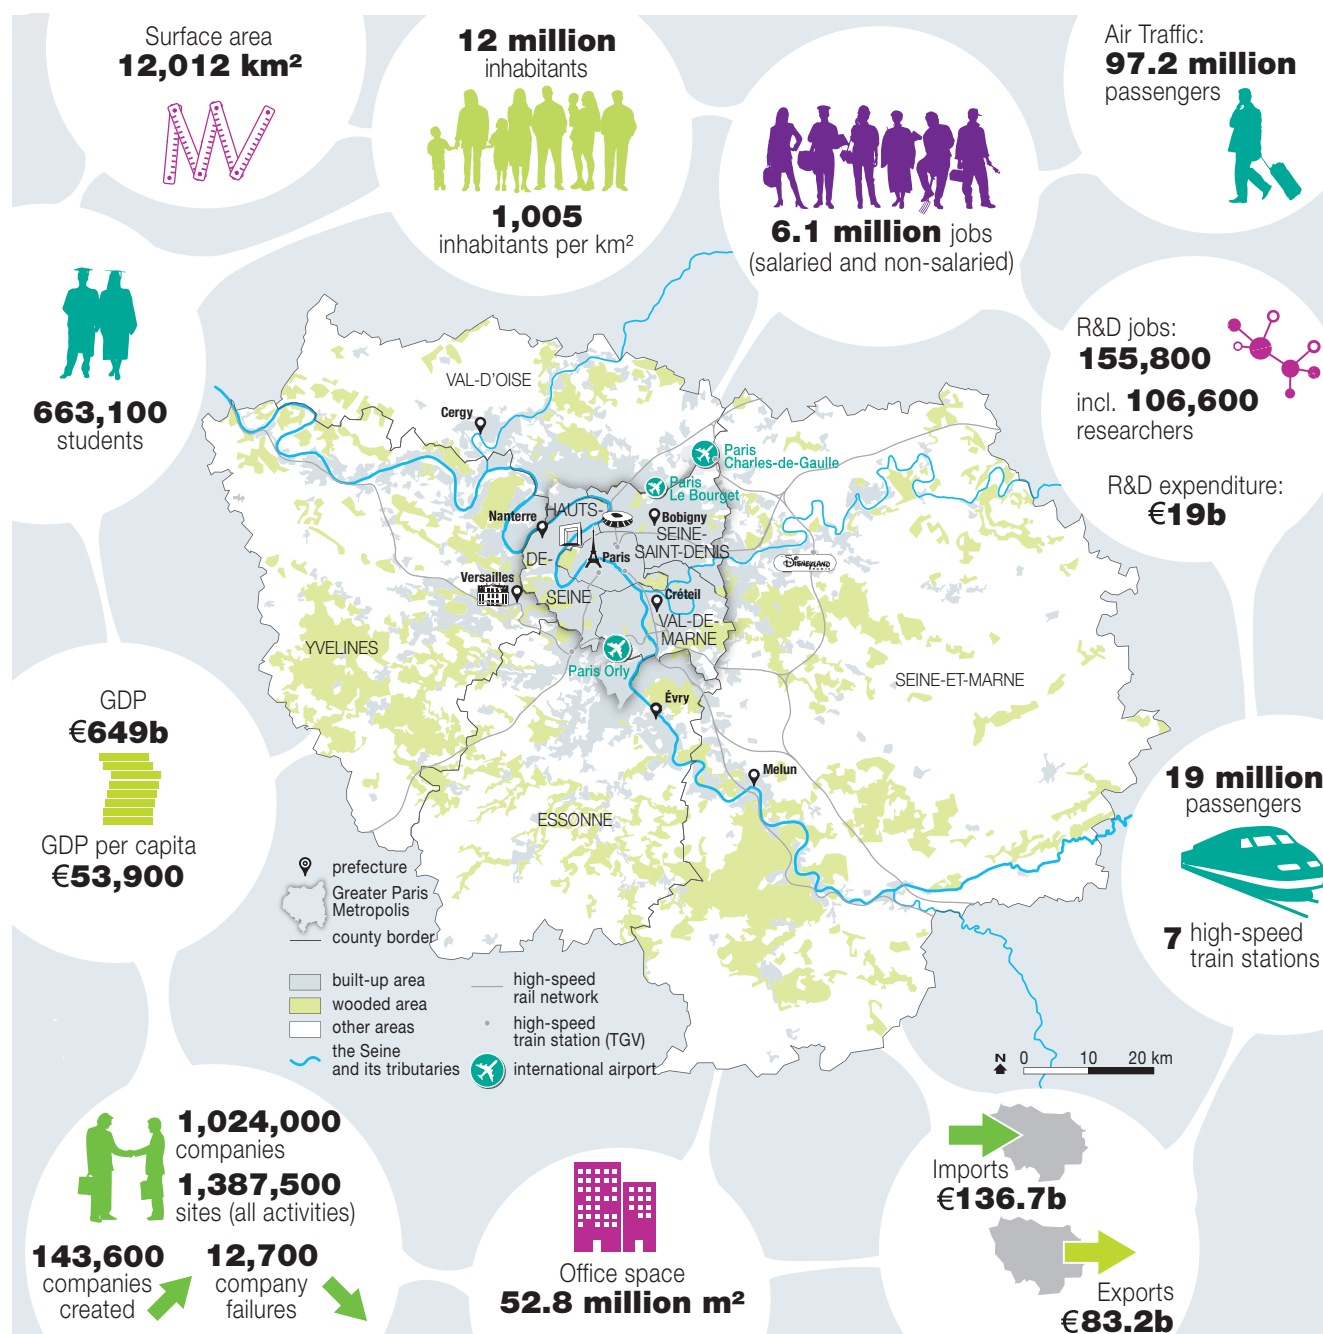 Surface area
12,012 km²
12 million
inhabitants
1,005
inhabitants per km²
6.1 million jobs
(salaried and non-salaried)
Air Traffic:
97.2 million
passengers
663,100
students
R&D jobs:
155,800
incl. 106,600
researchers
R&D expenditure:
€19b
VAL-D'OISE
Cergy
Paris
Charles-de-Gaulle
Paris
Le Bourget
Nanterre
HAUTS-
DE-
SEINE
Bobigny
SEINE-
SAINT-DENIS
Paris
DISNEYLAND
PARIS
Versailles
Créteil
VAL-DE-
MARNE
YVELINES
Paris Orly
SEINE-ET-MARNE
Évry
Melun
ESSONNE
GDP
€649b
GDP per capita
€53,900
19 million
passengers
7 high-speed
train stations
prefecture
Greater Paris
Metropolis
county border
built-up area
wooded area
other areas
the Seine
and its tributaries
high-speed
rail network
high-speed
train station (TGV)
international airport
N 0 10 20 km
1,024,000
companies
1,387,500
sites (all activities)
143,600
companies
created
12,700
company
failures
Office space
52.8 million m²
Imports
€136.7b
Exports
€83.2b